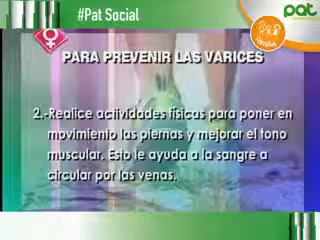 #Pat Social
pat
PARA PREVENIR LAS VARICES
2.-Realice actividades físicas para poner en
movimiento las piernas y mejorar el tono
muscular. Esto le ayuda a la sangre a
circular por las venas.